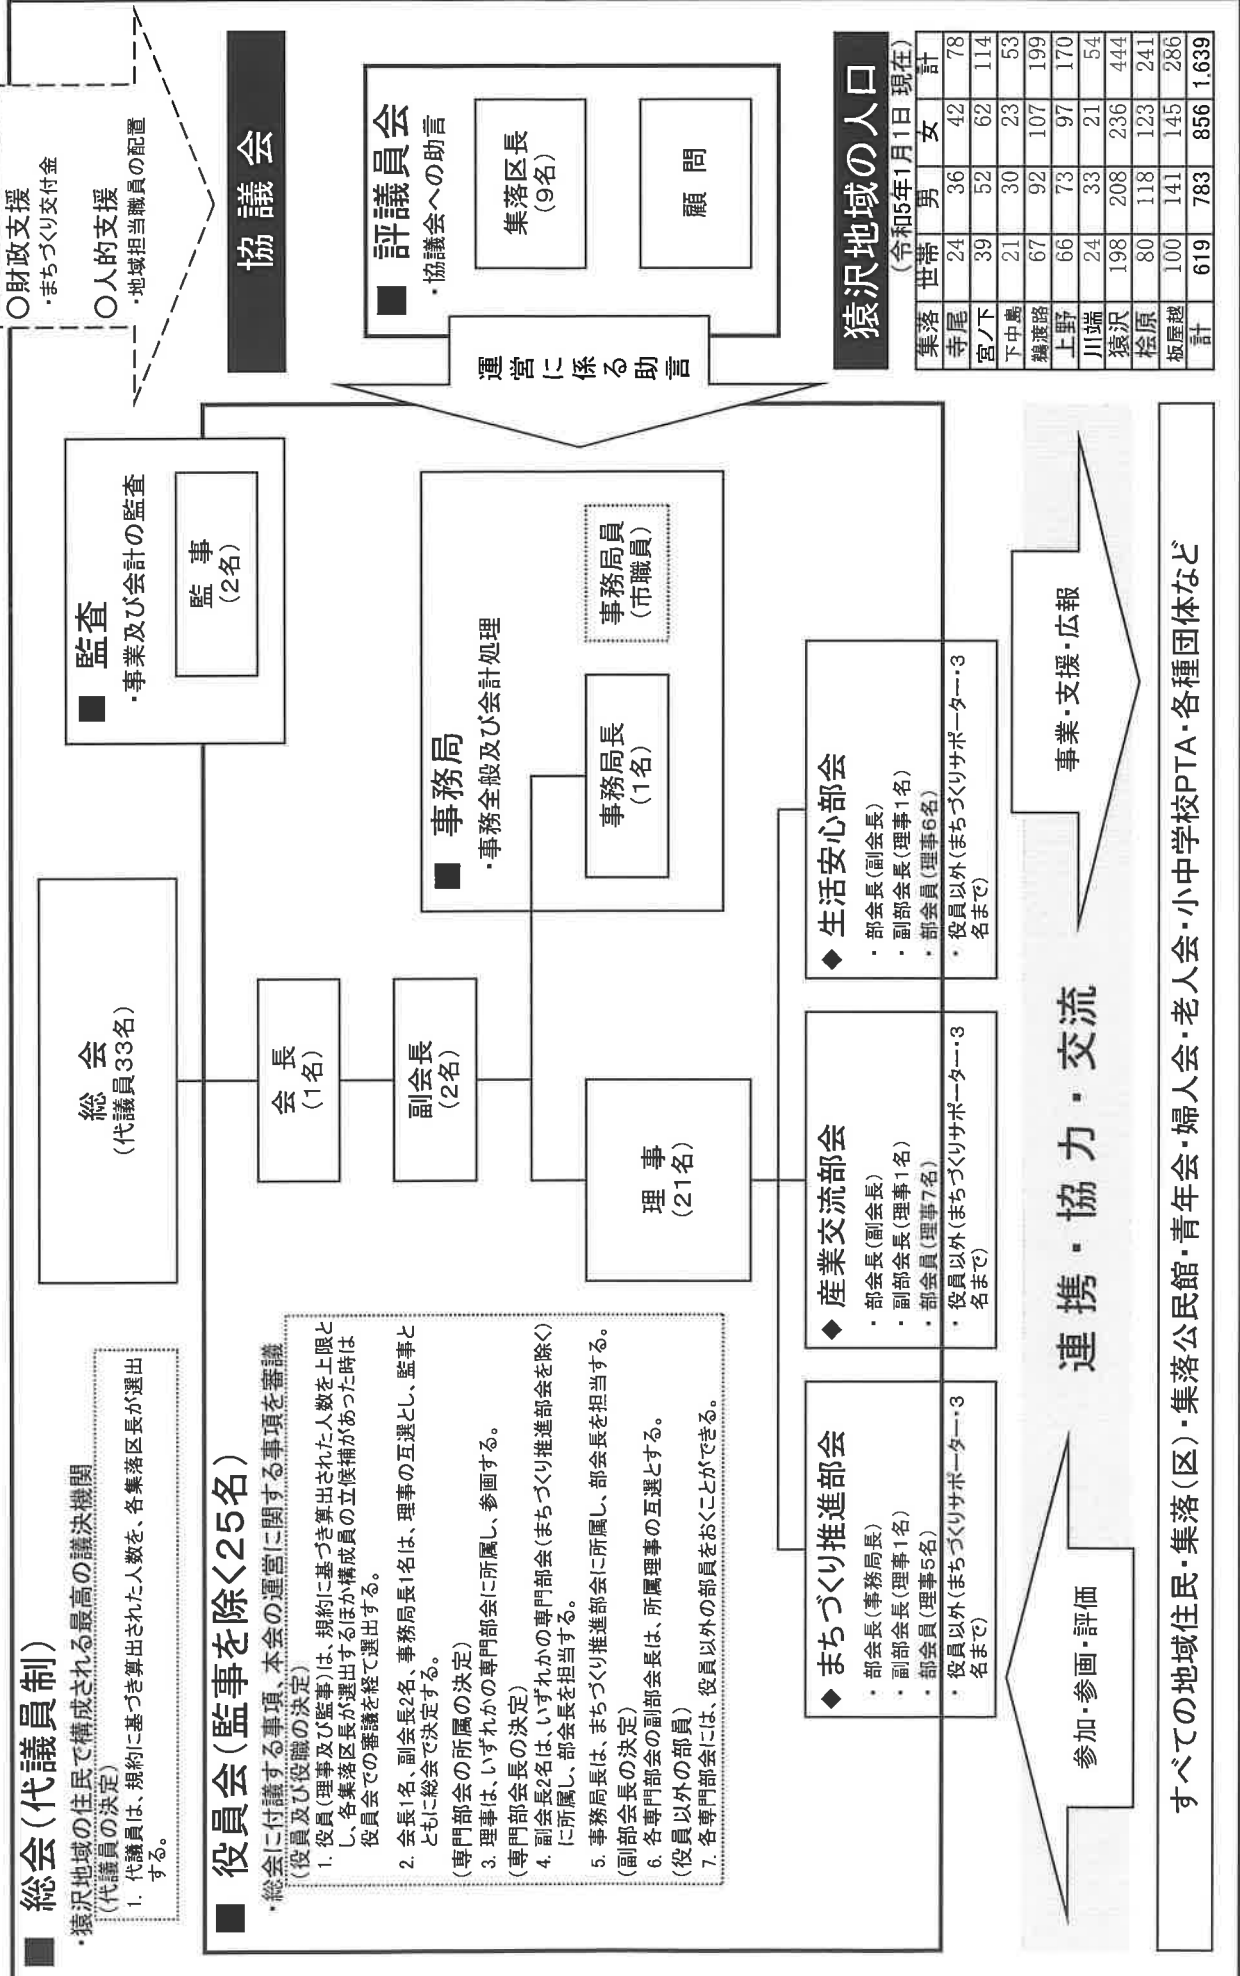 ■ 総会(代議員制)
・猿沢地域の住民で構成される最高の議決機関
(代議員の決定)
1. 代議員は、規約に基づき算出された人数を、各集落区長が選出
する。
総 会
(代議員33名)
■ 監査
・事業及び会計の監査
監 事
(2名)
〇財政支援
・まちづくり交付金
〇人的支援
・地域担当職員の配置
協 議 会
■ 役員会(監事を除く25名)
・総会に付議する事項、本会の運営に関する事項を審議
(役員及び役職の決定)
1. 役員(理事及び監事)は、規約に基づき算出された人数を上限と
し、各集落区長が選出するほか構成員の立候補があった時は
役員会での審議を経て選出する。
2. 会長1名、副会長2名、事務局長1名は、理事の互選とし、監事と
ともに総会で決定する。
(専門部会の所属の決定)
3. 理事は、いずれかの専門部会に所属し、参画する。
(専門部会長の決定)
4. 副会長2名は、いずれかの専門部会(まちづくり推進部会を除く)
に所属し、部会長を担当する。
5. 事務局長は、まちづくり推進部会に所属し、部会長を担当する。
(副部会長の決定)
6. 各専門部会の副部会長は、所属理事の互選とする。
(役員以外の部員)
7. 各専門部会には、役員以外の部員をおくことができる。
会 長
(1名)
副会長
(2名)
理 事
(21名)
■ 事務局
・事務全般及び会計処理
事務局長
(1名)
事務局員
(市職員)
運営に係る助言
■ 評議員会
・協議会への助言
集落区長
(9名)
顧 問
◆ まちづくり推進部会
・ 部会長(事務局長)
・ 副部会長(理事1名)
・ 部会員(理事5名)
・ 役員以外(まちづくりサポーター・3
名まで)
◆ 産業交流部会
・ 部会長(副会長)
・ 副部会長(理事1名)
・ 部会員(理事7名)
・ 役員以外(まちづくりサポーター・3
名まで)
◆ 生活安心部会
・ 部会長(副会長)
・ 副部会長(理事1名)
・ 部会員(理事6名)
・ 役員以外(まちづくりサポーター・3
名まで)
参加・参画・評価
連携・協力・交流
事業・支援・広報
すべての地域住民・集落(区)・集落公民館・青年会・婦人会・老人会・小中学校PTA・各種団体など
猿沢地域の人口
(令和5年1月1日 現在)
集落 世帯 男 女 計
寺尾 24 36 42 78
宮ノ下 39 52 62 114
下中島 21 30 23 53
鵜渡路 67 92 107 199
上野 66 73 97 170
川端 24 33 21 54
猿沢 198 208 236 444
桧原 80 118 123 241
板屋越 100 141 145 286
計 619 783 856 1,639